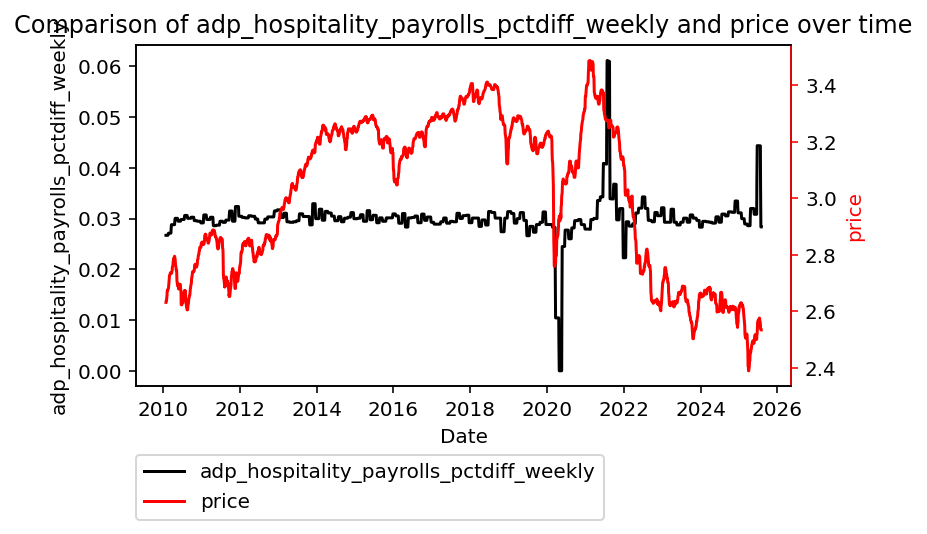 Comparison of adp_hospitality_payrolls_pctdiff_weekly and price over time
adp_hospitality_payrolls_pctdiff_weekly
0.06
0.05
0.04
0.03
0.02
0.01
0.00
3.4
3.2
3.0
2.8
2.6
2.4
price
2010 2012 2014 2016 2018 2020 2022 2024 2026
Date
adp_hospitality_payrolls_pctdiff_weekly
price